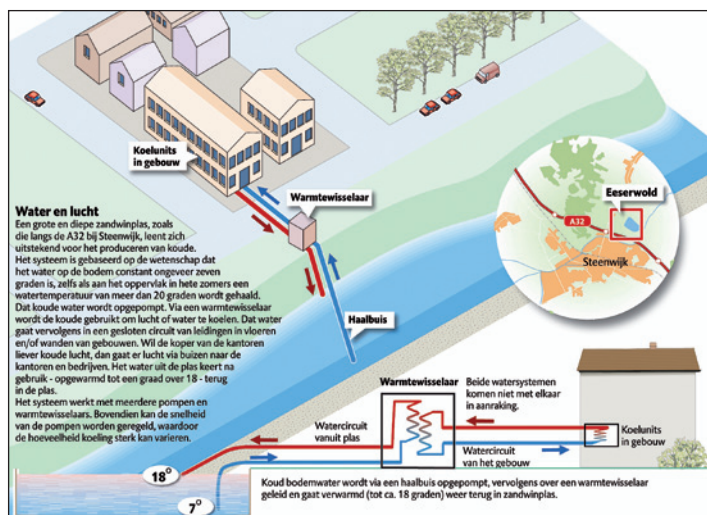 Koelunits
in gebouw
Warmtewisselaar
Haalbuis
Eeserwold
A32
Steenwijk
Water en lucht
Een grote en diepe zandwinplas, zoals
die langs de A32 bij Steenwijk, leent zich
uitstekend voor het produceren van koude.
Het systeem is gebaseerd op de wetenschap dat
het water op de bodem constant ongeveer zeven
graden is, zelfs als aan het oppervlak in hete zomers een
watertemperatuur van meer dan 20 graden wordt gehaald.
Dat koude water wordt opgepompt. Via een warmtewisselaar
wordt de koude gebruikt om lucht of water te koelen. Dat water
gaat vervolgens in een gesloten circuit van leidingen in vloeren
en/of wanden van gebouwen. Wil de koper van de kantoren
liever koude lucht, dan gaat er lucht via buizen naar de
kantoren en bedrijven. Het water uit de plas keert na
gebruik - opgewarmd tot een graad over 18 - terug
in de plas.
Het systeem werkt met meerdere pompen en
warmtewisselaars. Bovendien kan de snelheid
van de pompen worden geregeld, waardoor
de hoeveelheid koeling sterk kan varieren.
Warmtewisselaar
Beide watersystemen
komen niet met elkaar
in aanraking.
Watercircuit
vanuit plas
Watercircuit
van het gebouw
Koelunits
in gebouw
18°
7°
Koud bodemwater wordt via een haalbuis opgepompt, vervolgens over een warmtewisselaar
geleid en gaat verwarmd (tot ca. 18 graden) weer terug in zandwinplas.